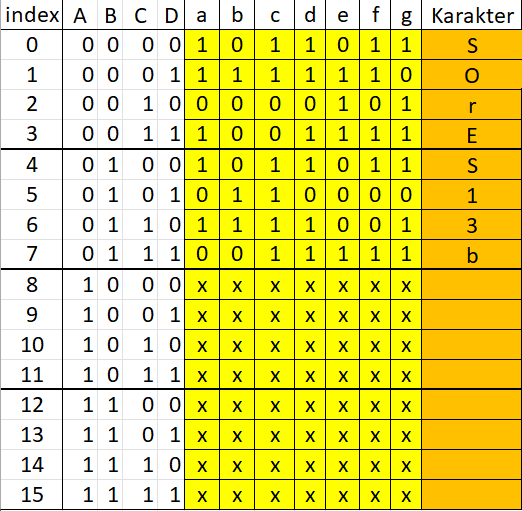 index A B C D a b c d e f g Karakter
0 0 0 0 0 1 0 1 1 0 1 1 S
1 0 0 0 1 1 1 1 1 1 1 0 O
2 0 0 1 0 0 0 0 0 1 0 1 r
3 0 0 1 1 1 0 0 1 1 1 1 E
4 0 1 0 0 1 0 1 1 0 1 1 S
5 0 1 0 1 0 1 1 0 0 0 0 1
6 0 1 1 0 1 1 1 1 0 0 1 3
7 0 1 1 1 0 0 1 1 1 1 1 b
8 1 0 0 0 x x x x x x x
9 1 0 0 1 x x x x x x x
10 1 0 1 0 x x x x x x x
11 1 0 1 1 x x x x x x x
12 1 1 0 0 x x x x x x x
13 1 1 0 1 x x x x x x x
14 1 1 1 0 x x x x x x x
15 1 1 1 1 x x x x x x x